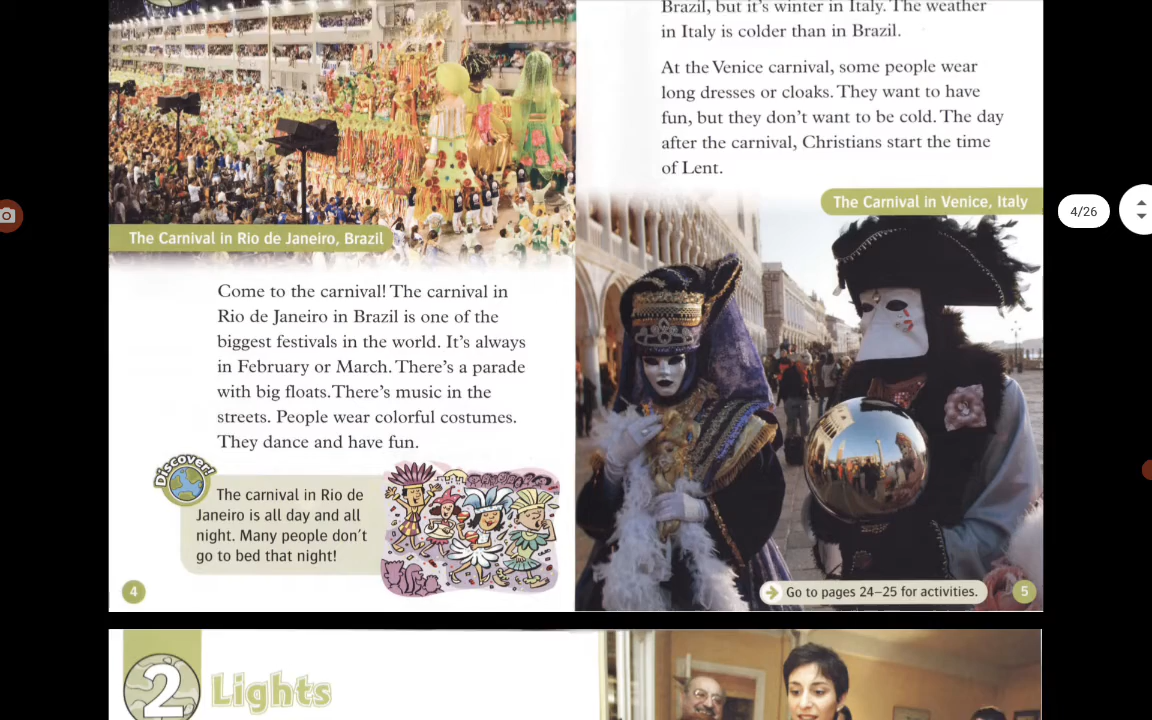 The Carnival in Rio de Janeiro, Brazil
Come to the carnival! The carnival in
Rio de Janeiro in Brazil is one of the
biggest festivals in the world. It's always
in February or March. There's a parade
with big floats. There's music in the
streets. People wear colorful costumes.
They dance and have fun.
Discover!
The carnival in Rio de
Janeiro is all day and all
night. Many people don't
go to bed that night!
4
Brazil, but it's winter in Italy. The weather
in Italy is colder than in Brazil.
At the Venice carnival, some people wear
long dresses or cloaks. They want to have
fun, but they don't want to be cold. The day
after the carnival, Christians start the time
of Lent.
The Carnival in Venice, Italy
Go to pages 24–25 for activities.
5
4/26
2
Lights